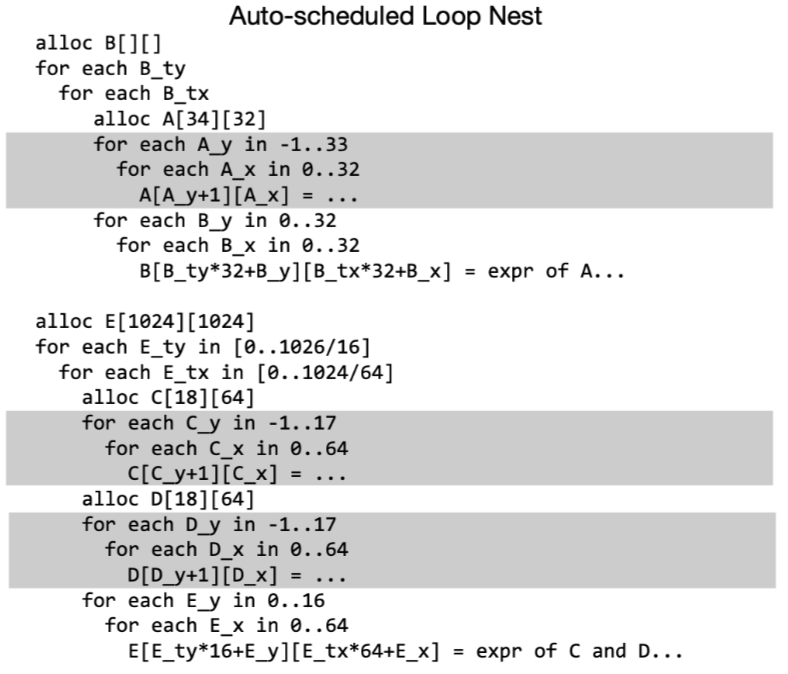 Auto-scheduled Loop Nest
alloc B[][]
for each B_ty
for each B_tx
alloc A[34][32]
for each A_y in -1..33
for each A_x in 0..32
A[A_y+1][A_x] = ...
for each B_y in 0..32
for each B_x in 0..32
B[B_ty*32+B_y][B_tx*32+B_x] = expr of A...
alloc E[1024][1024]
for each E_ty in [0..1026/16]
for each E_tx in [0..1024/64]
alloc C[18][64]
for each C_y in -1..17
for each C_x in 0..64
C[C_y+1][C_x] = ...
alloc D[18][64]
for each D_y in -1..17
for each D_x in 0..64
D[D_y+1][D_x] = ...
for each E_y in 0..16
for each E_x in 0..64
E[E_ty*16+E_y][E_tx*64+E_x] = expr of C and D...